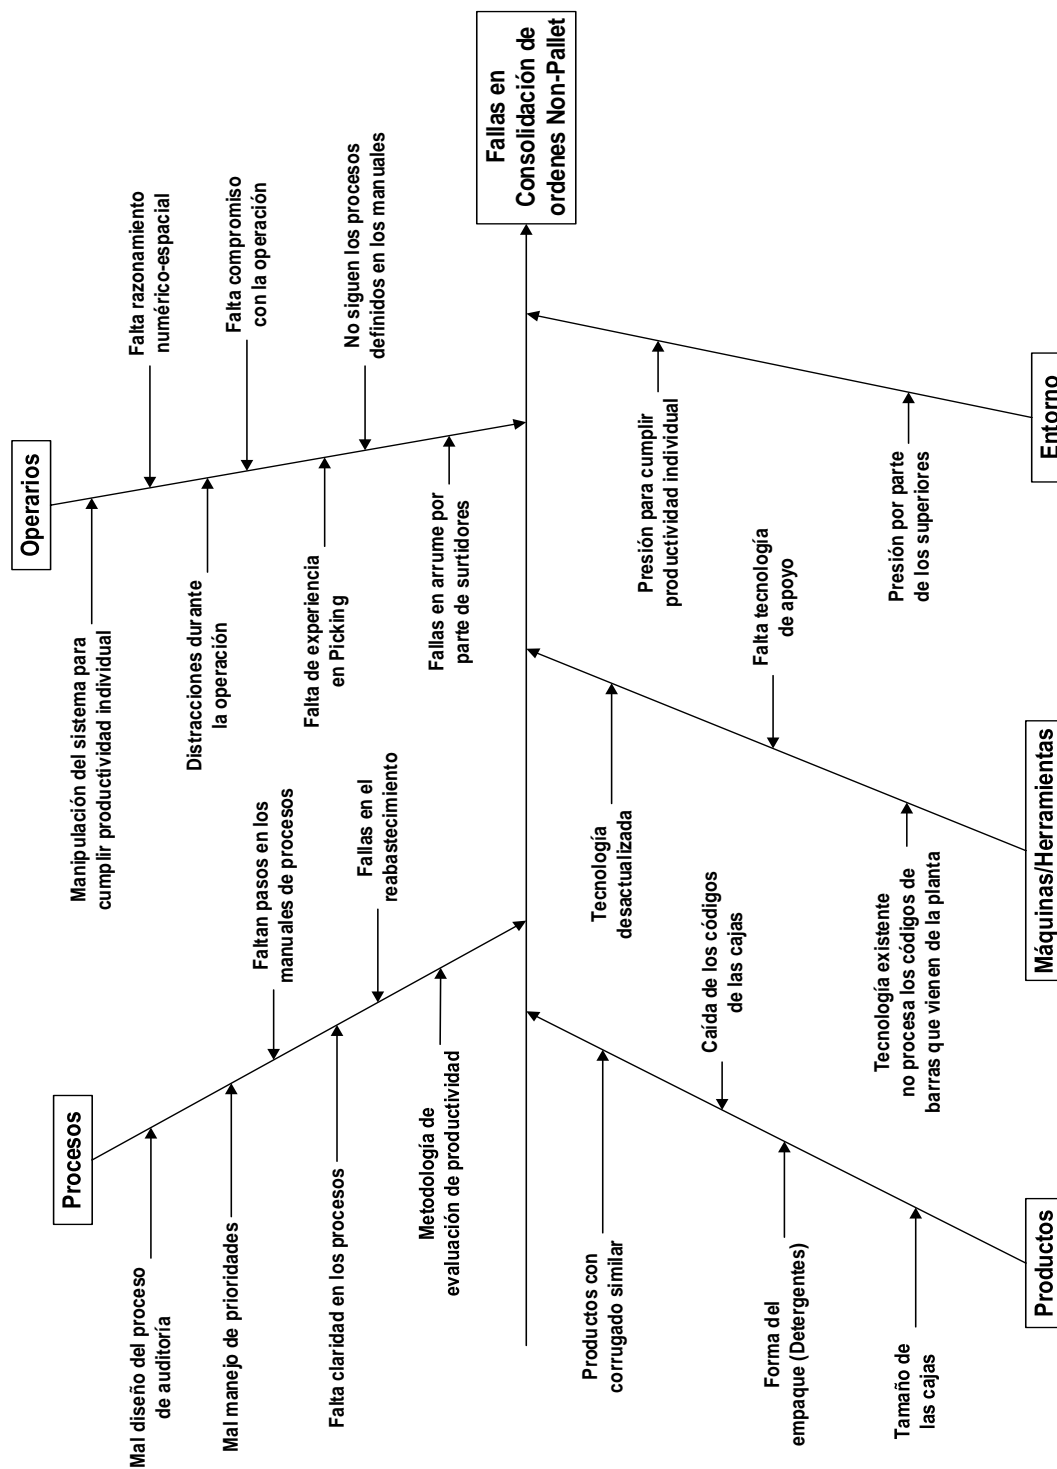 Procesos
Mal diseño del proceso
de auditoría
Mal manejo de prioridades
Falta claridad en los procesos
Metodología de
evaluación de productividad
Faltan pasos en los
manuales de procesos
Fallas en el
reabastecimiento
Operarios
Manipulación del sistema para
cumplir productividad individual
Distracciones durante
la operación
Falta de experiencia
en Picking
Fallas en arrume por
parte de surtidores
Falta razonamiento
numérico-espacial
Falta compromiso
con la operación
No siguen los procesos
definidos en los manuales
Fallas en
Consolidación de
ordenes Non-Pallet
Productos con
corrugado similar
Forma del
empaque (Detergentes)
Tamaño de
las cajas
Caída de los códigos
de las cajas
Productos
Tecnología
desactualizada
Tecnología existente
no procesa los códigos de
barras que vienen de la planta
Falta tecnología
de apoyo
Máquinas/Herramientas
Presión para cumplir
productividad individual
Presión por parte
de los superiores
Entorno